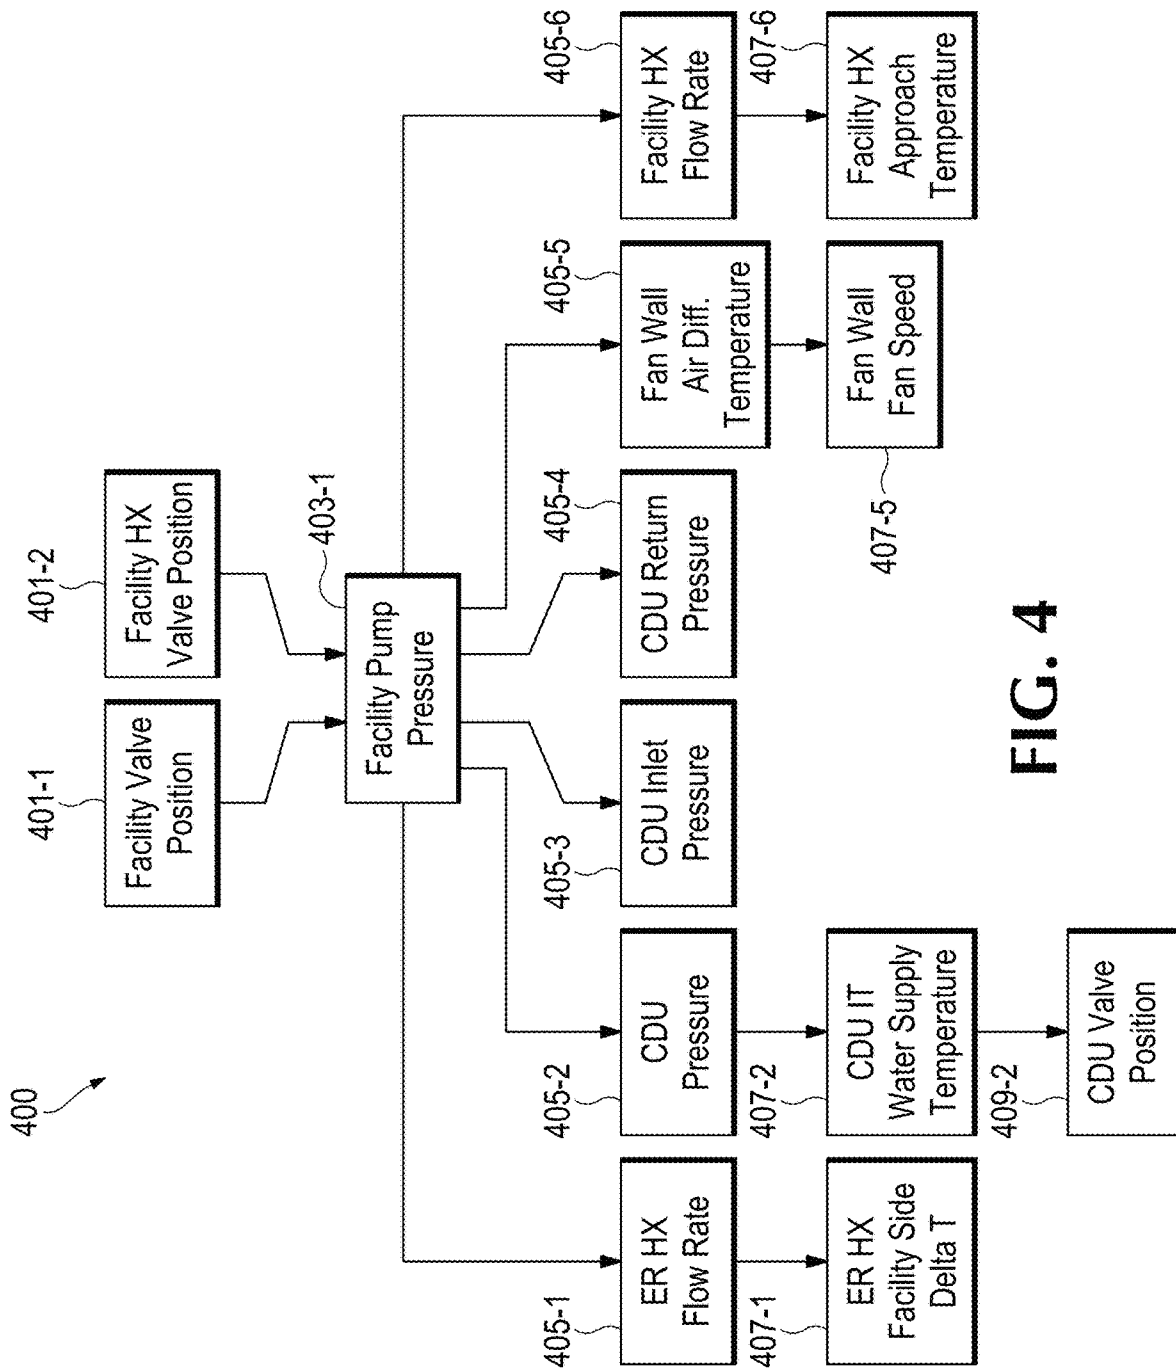 400
401-1
Facility Valve
Position
401-2
Facility HX
Valve Position
403-1
Facility Pump
Pressure
405-1
ER HX
Flow Rate
405-2
CDU
Pressure
405-3
CDU Inlet
Pressure
405-4
CDU Return
Pressure
405-5
Fan Wall
Air Diff.
Temperature
405-6
Facility HX
Flow Rate
407-1
ER HX
Facility Side
Delta T
407-2
CDU IT
Water Supply
Temperature
407-5
Fan Wall
Fan Speed
407-6
Facility HX
Approach
Temperature
409-2
CDU Valve
Position
FIG. 4